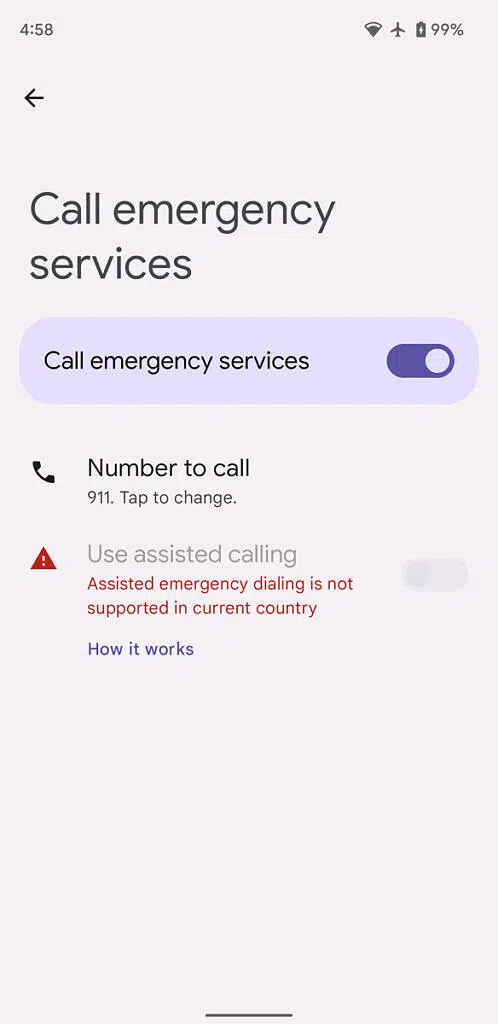 4:58
99%
Call emergency
services
Call emergency services
Number to call
911. Tap to change.
Use assisted calling
Assisted emergency dialing is not
supported in current country
How it works